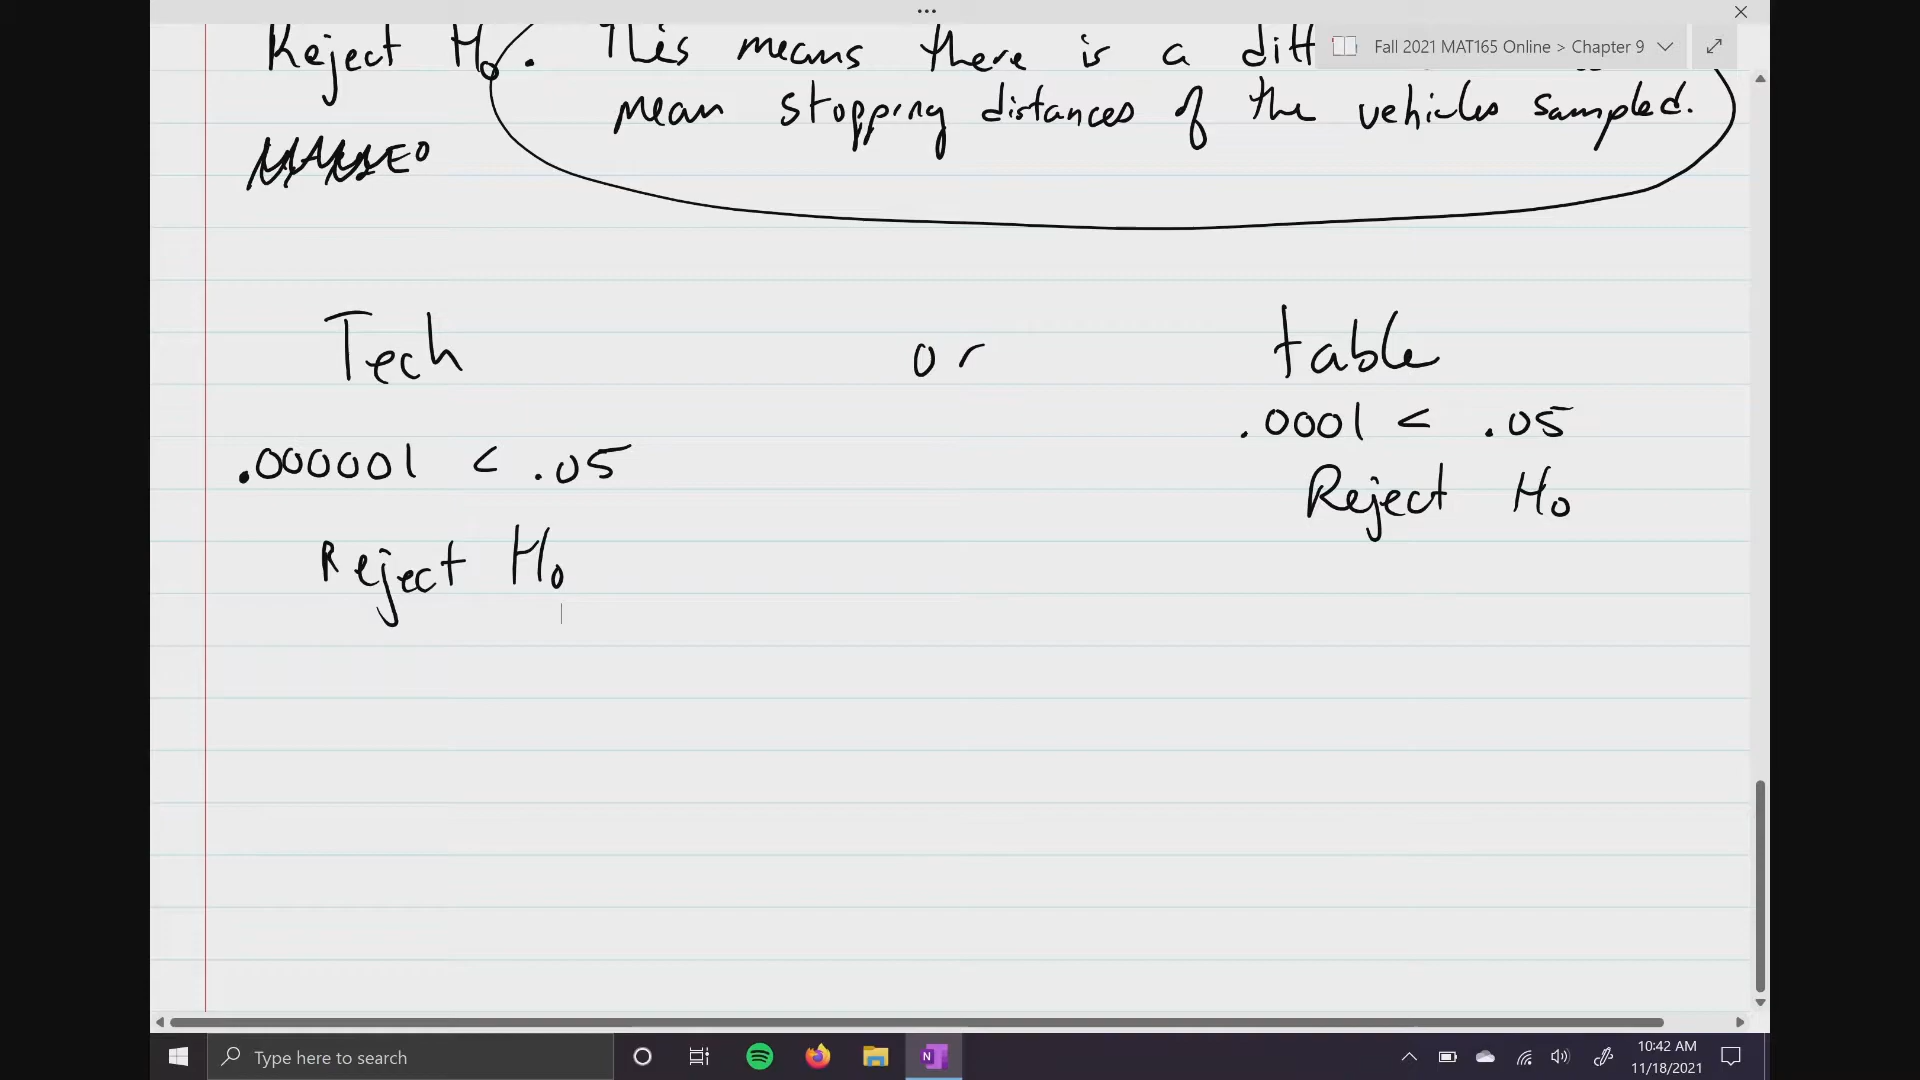 Fall 2021 MAT165 Online > Chapter 9
Reject H₀. This means there is a diff
mean stopping distances of the vehicles sampled.
Tech or table
.0001 < .05
.000001 < .05
Reject H₀
Reject H₀
Type here to search
10:42 AM
11/18/2021